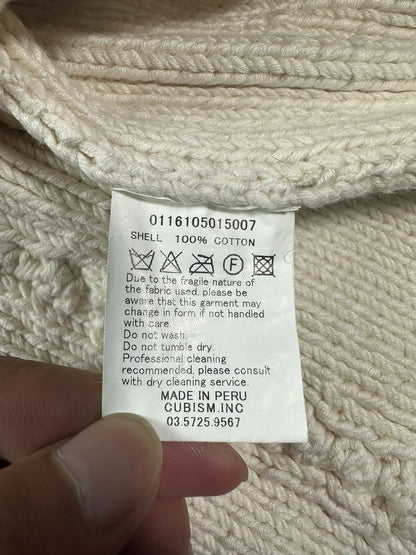 0116105015007
SHELL 100% COTTON
F
Due to the fragile nature of
the fabric used, please be
aware that this garment may
change in form if not handled
with care.
Do not wash.
Do not tumble dry.
Professional cleaning
recommended, please consult
with dry cleaning service.
MADE IN PERU
CUBISM.INC
03.5725.9567